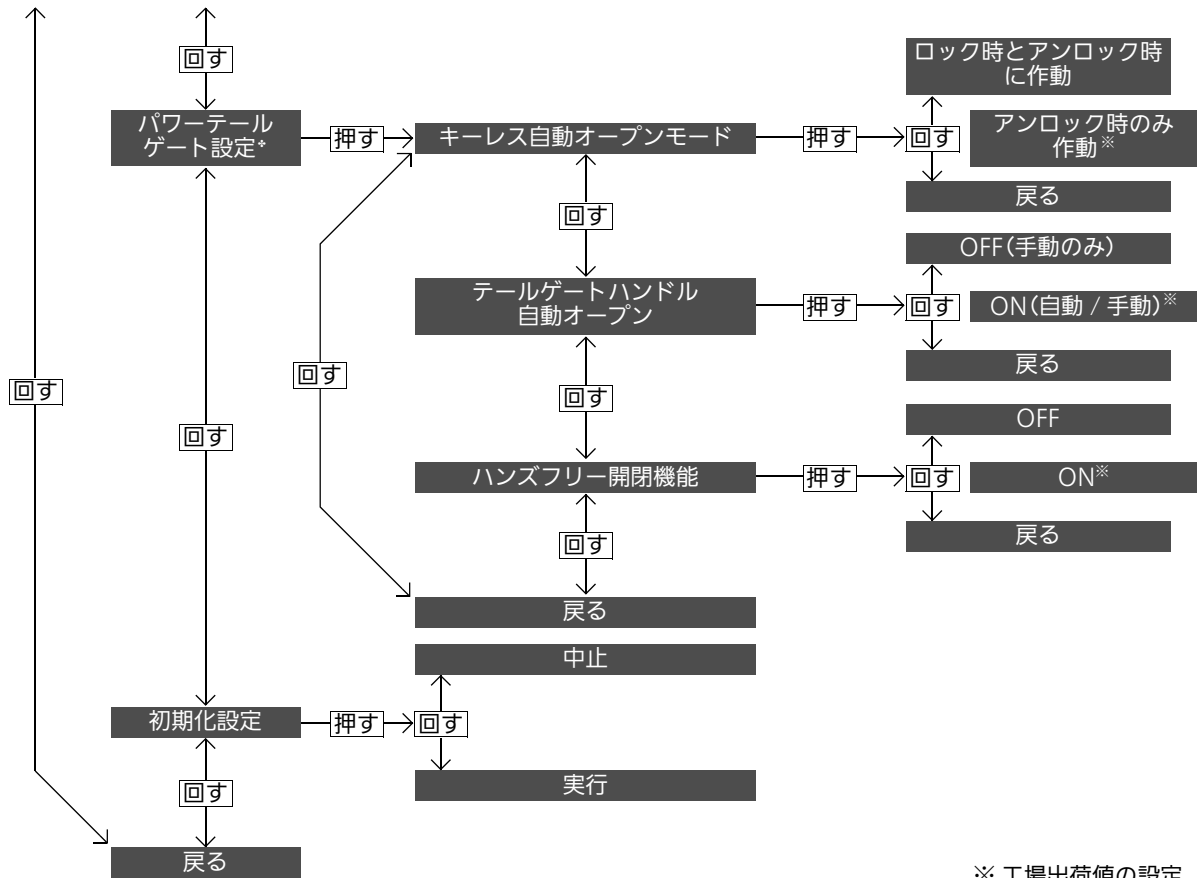 回す
ロック時とアンロック時
に作動
パワーテール
ゲート設定*
押す
キーレス自動オープンモード
押す
回す
アンロック時のみ
作動※
戻る
回す
OFF(手動のみ)
テールゲートハンドル
自動オープン
押す
回す
ON(自動 / 手動)※
戻る
回す
回す
回す
OFF
回す
ハンズフリー開閉機能
押す
回す
ON※
戻る
回す
戻る
中止
初期化設定
押す
回す
実行
回す
戻る
※ 工場出荷値の設定